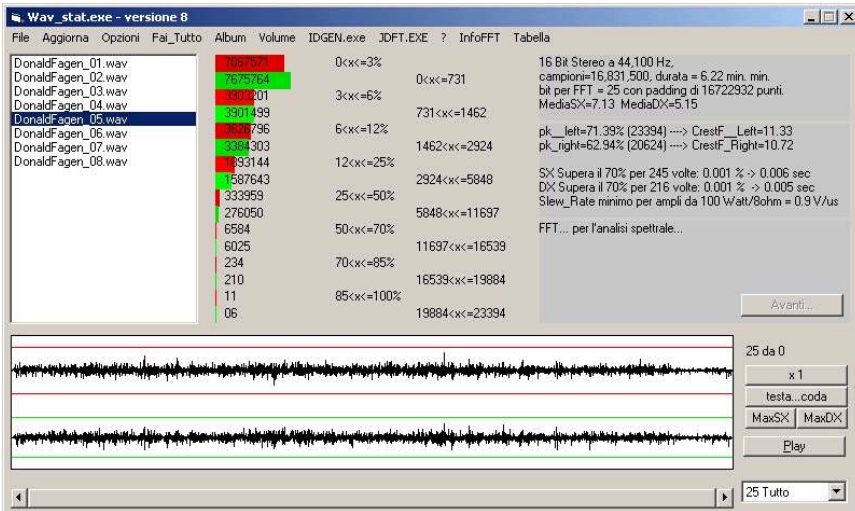 Wav_stat.exe - versione 8
File Aggiorna Opzioni Fai_Tutto Album Volume IDGEN.exe JDFT.EXE ? InfoFFT Tabella
DonaldFagen_01.wav
DonaldFagen_02.wav
DonaldFagen_03.wav
DonaldFagen_04.wav
DonaldFagen_05.wav
DonaldFagen_06.wav
DonaldFagen_07.wav
DonaldFagen_08.wav
7067571 0<x<=3%
7675764 0<x<=731
3903201 3<x<=6%
3901499 731<x<=1462
3626796 6<x<=12%
3384303 1462<x<=2924
1893144 12<x<=25%
1587643 2924<x<=5848
333959 25<x<=50%
276050 5848<x<=11697
6584 50<x<=70%
6025 11697<x<=16539
234 70<x<=85%
210 16539<x<=19884
11 85<x<=100%
06 19884<x<=23394
16 Bit Stereo a 44,100 Hz,
campioni=16,831,500, durata = 6.22 min. min.
bit per FFT = 25 con padding di 16722932 punti.
MediaSX=7.13 MediaDX=5.15
pk__left=71.39% (23394) ----> CrestF__Left=11.33
pk_right=62.94% (20624) ----> CrestF_Right=10.72
SX Supera il 70% per 245 volte: 0.001 % -> 0.006 sec
DX Supera il 70% per 216 volte: 0.001 % -> 0.005 sec
Slew_Rate minimo per ampli da 100 Watt/8ohm = 0.9 V/us
FFT... per l'analisi spettrale...
Avanti...
25 da 0
x 1
testa...coda
MaxSX MaxDX
Play
25 Tutto